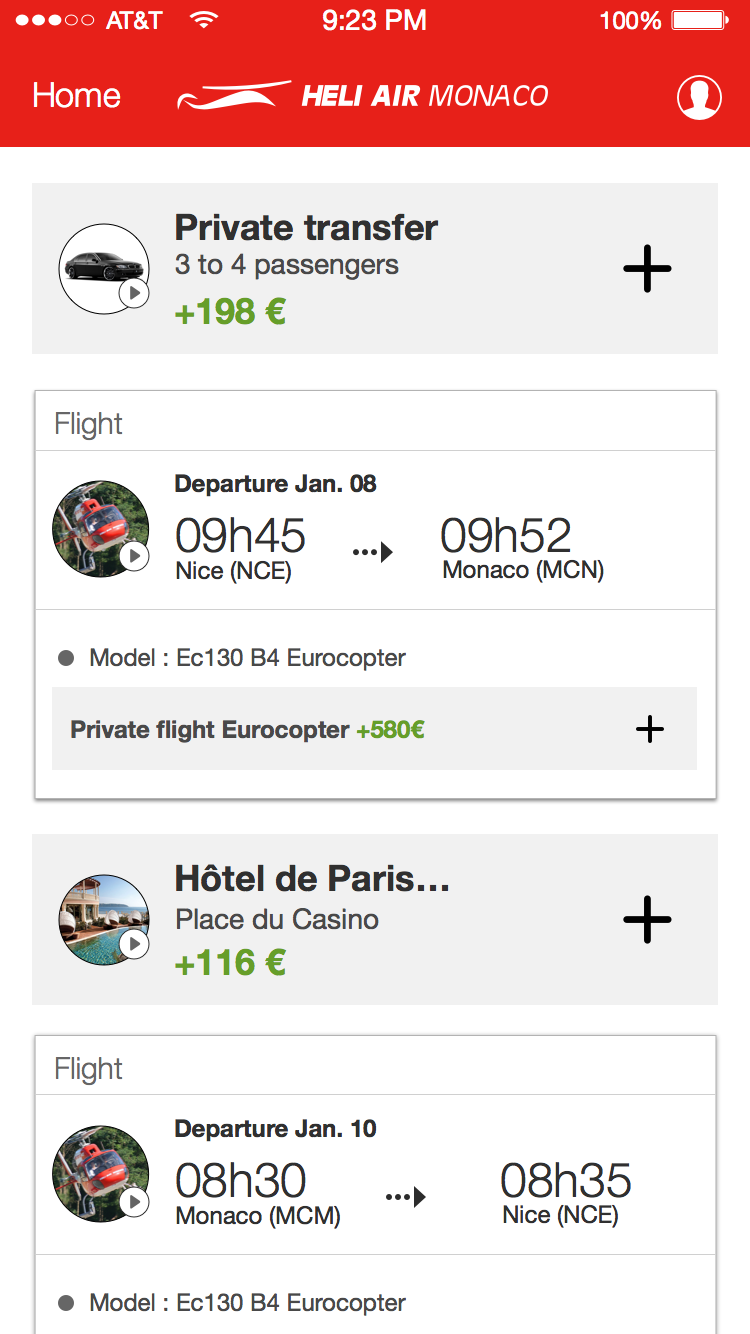 AT&T 9:23 PM 100%
Home HELI AIR MONACO
Private transfer
3 to 4 passengers
+198 €
Flight
Departure Jan. 08
09h45 09h52
Nice (NCE) Monaco (MCN)
Model : Ec130 B4 Eurocopter
Private flight Eurocopter +580€
Hôtel de Paris...
Place du Casino
+116 €
Flight
Departure Jan. 10
08h30 08h35
Monaco (MCM) Nice (NCE)
Model : Ec130 B4 Eurocopter